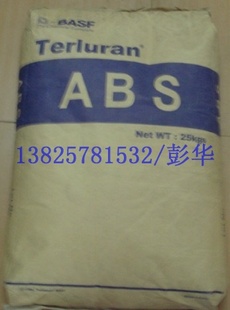 BASF
Terluran®
ABS
Net WT : 25kgs
13825781532/彭华